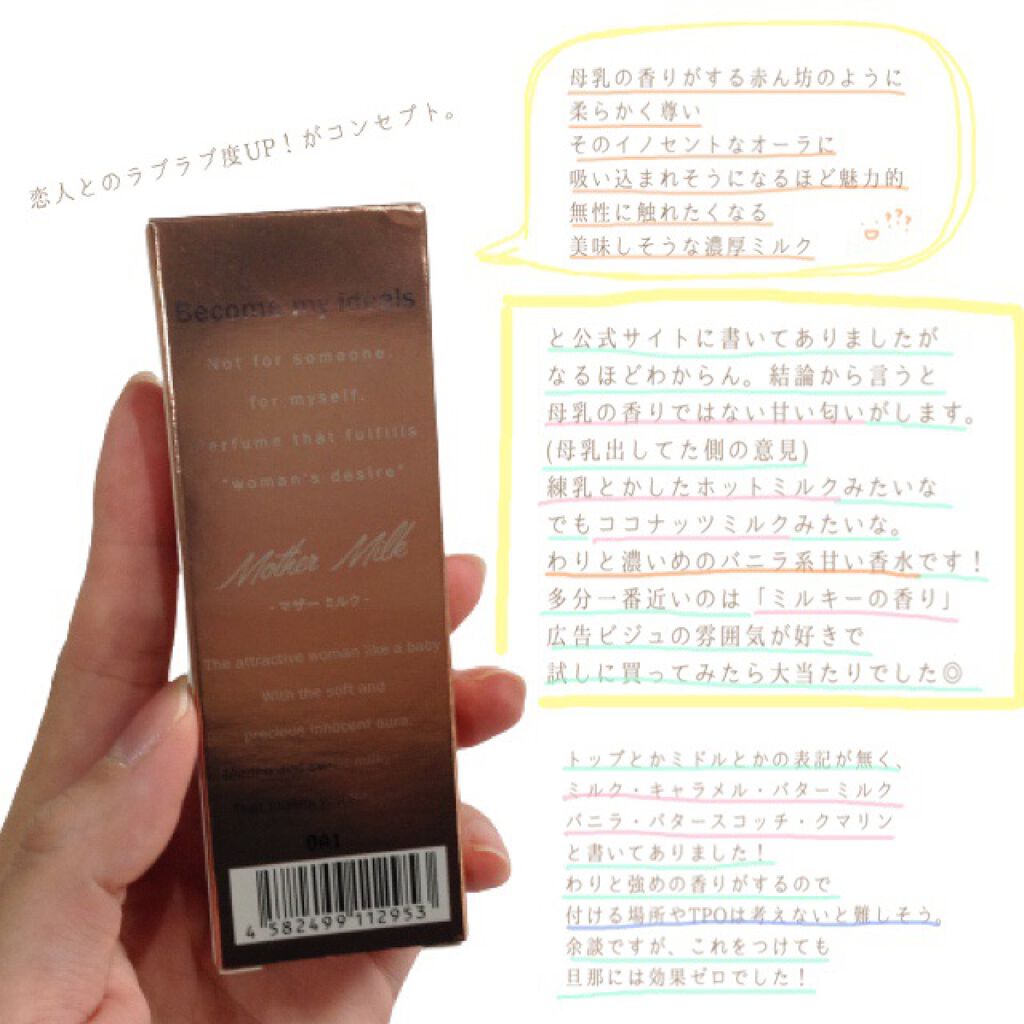 恋人とのラブラブ度UP！がコンセプト。
母乳の香りがする赤ん坊のように
柔らかく尊い
そのイノセントなオーラに
吸い込まれそうになるほど魅力的
無性に触れたくなる
美味しそうな濃厚ミルク
???
と公式サイトに書いてありましたが
なるほどわからん。結論から言うと
母乳の香りではない甘い匂いがします。
(母乳出してた側の意見)
練乳とかしたホットミルクみたいな
でもココナッツミルクみたいな。
わりと濃いめのバニラ系甘い香水です！
多分一番近いのは「ミルキーの香り」
広告ビジュの雰囲気が好きで
試しに買ってみたら大当たりでした◎
トップとかミドルとかの表記が無く、
ミルク・キャラメル・バターミルク
バニラ・バタースコッチ・クマリン
と書いてありました！
わりと強めの香りがするので
付ける場所やTPOは考えないと難しそう。
余談ですが、これをつけても
旦那には効果ゼロでした！
Become my ideals
Not for someone,
for myself.
Perfume that fulfills
"woman's desire"
Mother Milk
-マザー ミルク-
The attractive woman like a baby
With the soft and
precious innocent aura.
001
4 582499 112953